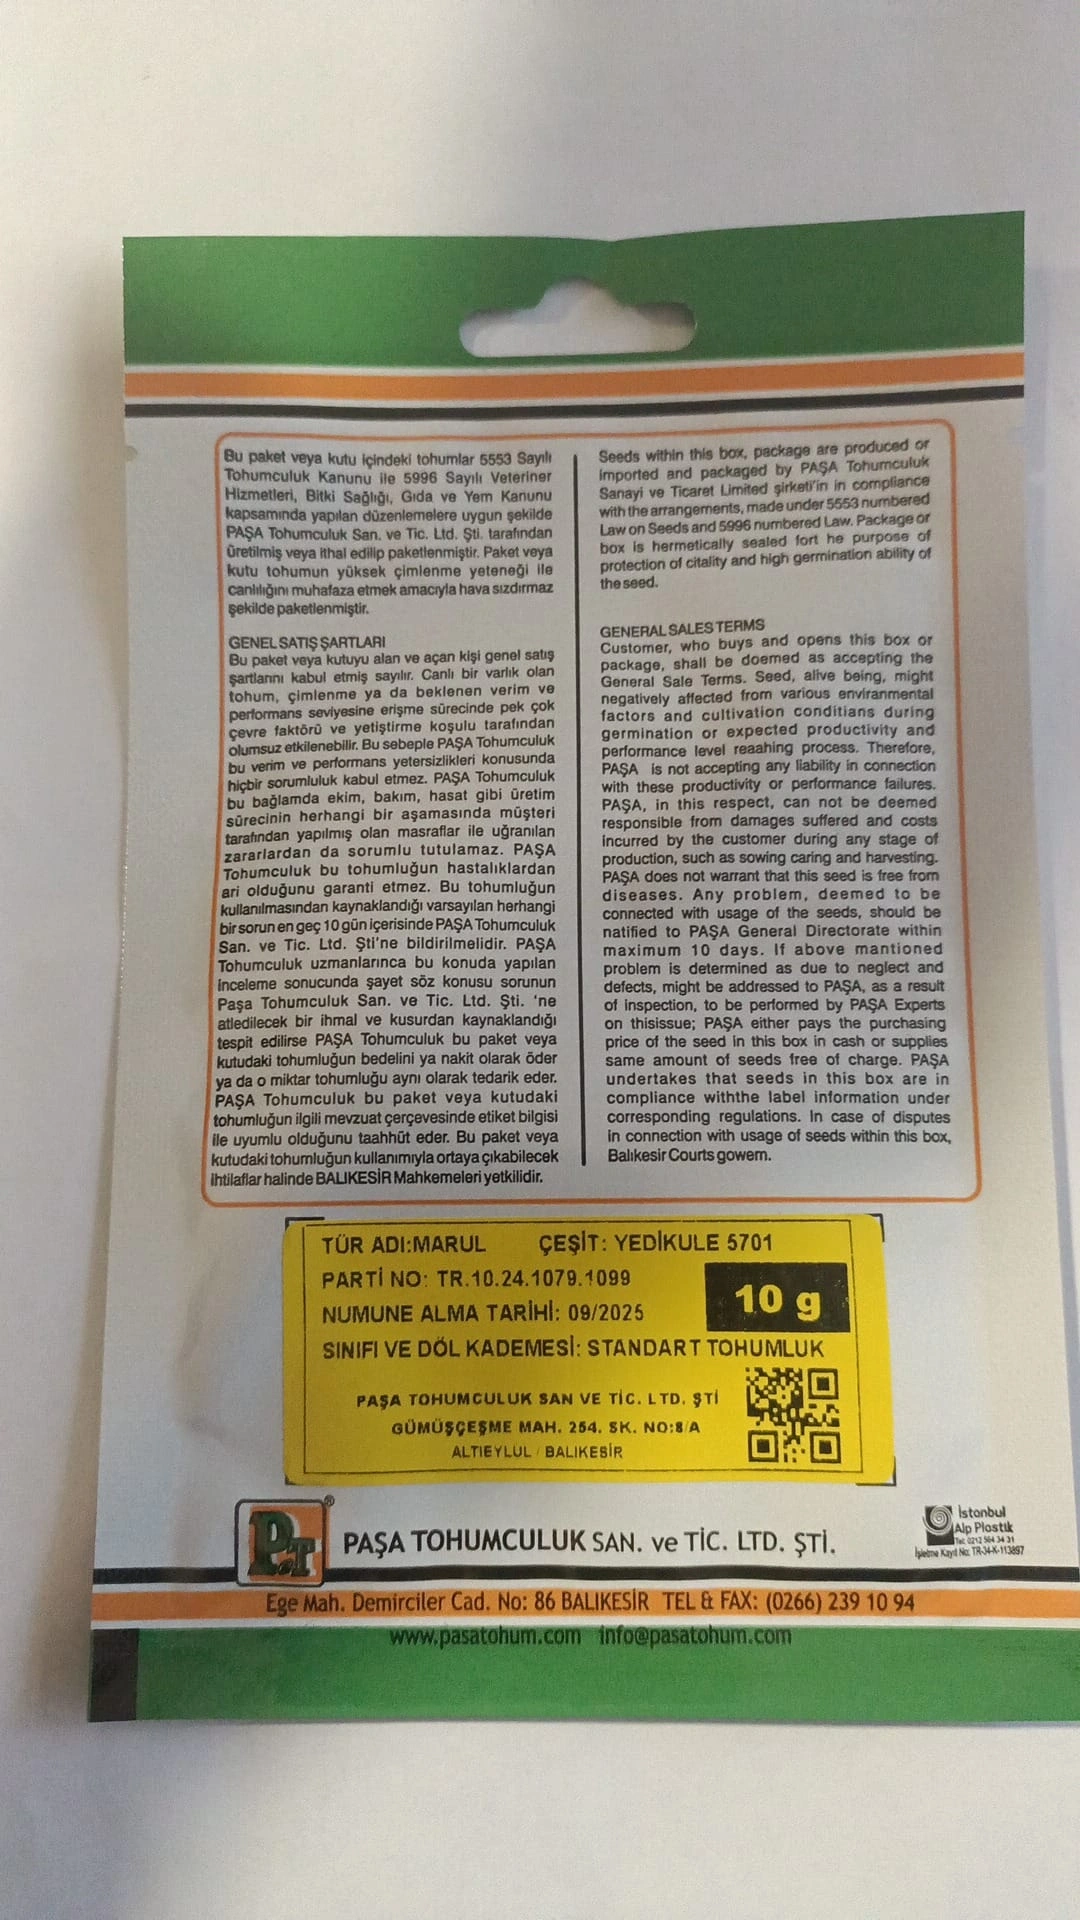 Bu paket veya kutu içindeki tohumlar 5553 Sayılı
Tohumculuk Kanunu ile 5996 Sayılı Veteriner
Hizmetleri, Bitki Sağlığı, Gıda ve Yem Kanunu
kapsamında yapılan düzenlemelere uygun şekilde
PAŞA Tohumculuk San. ve Tic. Ltd. Şti. tarafından
üretilmiş veya ithal edilip paketlenmiştir. Paket veya
kutu tohumun yüksek çimlenme yeteneği ile
canlılığını muhafaza etmek amacıyla hava sızdırmaz
şekilde paketlenmiştir.
GENEL SATIŞ ŞARTLARI
Bu paket veya kutuyu alan ve açan kişi genel satış
şartlarını kabul etmiş sayılır. Canlı bir varlık olan
tohum, çimlenme ya da beklenen verim ve
performans seviyesine erişme sürecinde pek çok
çevre faktörü ve yetiştirme koşulu tarafından
olumsuz etkilenebilir. Bu sebeple PAŞA Tohumculuk
bu verim ve performans yetersizlikleri konusunda
hiçbir sorumluluk kabul etmez. PAŞA Tohumculuk
bu bağlamda ekim, bakım, hasat gibi üretim
sürecinin herhangi bir aşamasında müşteri
tarafından yapılmış olan masraflar ile uğranılan
zararlardan da sorumlu tutulamaz. PAŞA
Tohumculuk bu tohumluğun hastalıklardan
ari olduğunu garanti etmez. Bu tohumluğun
kullanılmasından kaynaklandığı varsayılan herhangi
bir sorun en geç 10 gün içerisinde PAŞA Tohumculuk
San. ve Tic. Ltd. Şti'ne bildirilmelidir. PAŞA
Tohumculuk uzmanlarınca bu konuda yapılan
inceleme sonucunda şayet söz konusu sorunun
Paşa Tohumculuk San. ve Tic. Ltd. Şti. 'ne
atledilecek bir ihmal ve kusurdan kaynaklandığı
tespit edilirse PAŞA Tohumculuk bu paket veya
kutudaki tohumluğun bedelini ya nakit olarak öder
ya da o miktar tohumluğu aynı olarak tedarik eder.
PAŞA Tohumculuk bu paket veya kutudaki
tohumluğun ilgili mevzuat çerçevesinde etiket bilgisi
ile uyumlu olduğunu taahhüt eder. Bu paket veya
kutudaki tohumluğun kullanımıyla ortaya çıkabilecek
ihtilaflar halinde BALIKESİR Mahkemeleri yetkilidir.
Seeds within this box, package are produced or
imported and packaged by PAŞA Tohumculuk
Sanayi ve Ticaret Limited şirketi'in in compliance
with the arrangements, made under 5553 numbered
Law on Seeds and 5996 numbered Law. Package or
box is hermetically sealed fort he purpose of
protection of citality and high germination ability of
the seed.
GENERAL SALES TERMS
Customer, who buys and opens this box or
package, shall be doemed as accepting the
General Sale Terms. Seed, alive being, might
negatively affected from various enviranmental
factors and cultivation conditians during
germination or expected productivity and
performance level reaahing process. Therefore,
PAŞA is not accepting any liability in connection
with these productivity or performance failures.
PAŞA, in this respect, can not be deemed
responsible from damages suffered and costs
incurred by the customer during any stage of
production, such as sowing caring and harvesting.
PAŞA does not warrant that this seed is free from
diseases. Any problem, deemed to be
connected with usage of the seeds, should be
natified to PAŞA General Directorate within
maximum 10 days. If above mantioned
problem is determined as due to neglect and
defects, might be addressed to PAŞA, as a result
of inspection, to be performed by PAŞA Experts
on thisissue; PAŞA either pays the purchasing
price of the seed in this box in cash or supplies
same amount of seeds free of charge. PAŞA
undertakes that seeds in this box are in
compliance withthe label information under
corresponding regulations. In case of disputes
in connection with usage of seeds within this box,
Balıkesir Courts gowem.
TÜR ADI:MARUL ÇEŞİT: YEDİKULE 5701
PARTİ NO: TR.10.24.1079.1099
10 g
NUMUNE ALMA TARİHİ: 09/2025
SINIFI VE DÖL KADEMESİ: STANDART TOHUMLUK
PAŞA TOHUMCULUK SAN VE TİC. LTD. ŞTİ
GÜMÜŞÇEŞME MAH. 254. SK. NO:8/A
ALTIEYLUL / BALIKESİR
PT ®
PAŞA TOHUMCULUK SAN. ve TİC. LTD. ŞTİ.
İstanbul
Alp Plastik
Tel: 0212 564 34 31
İşletme Kayıt No: TR-34-K-113897
Ege Mah. Demirciler Cad. No: 86 BALIKESİR TEL & FAX: (0266) 239 10 94
www.pasatohum.com info@pasatohum.com